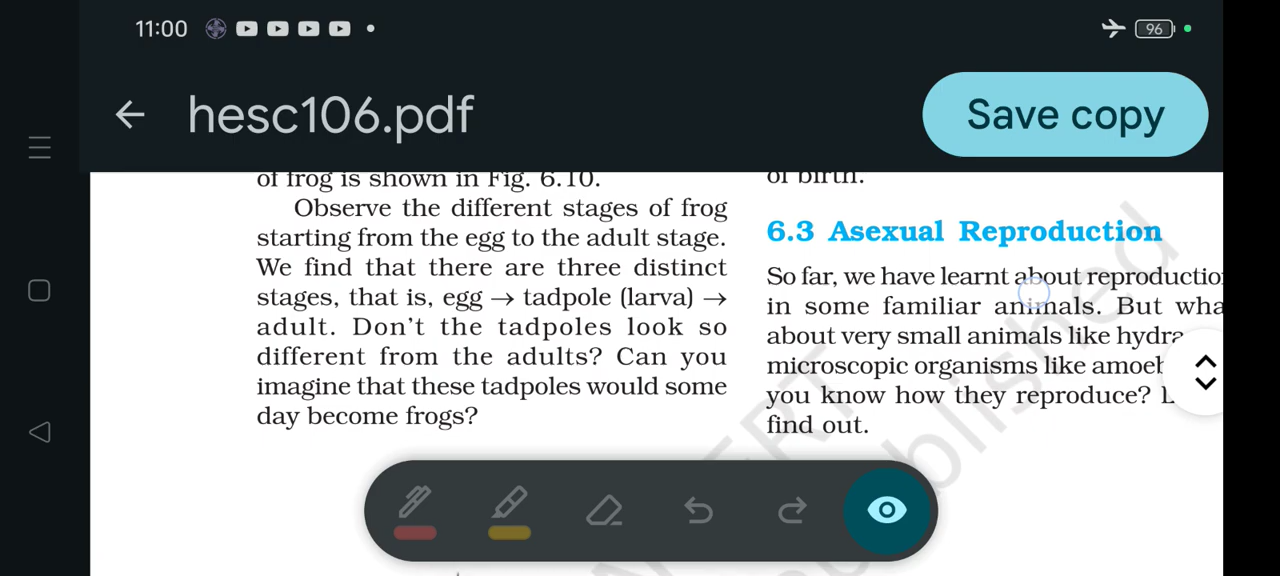 11:00
96
hesc106.pdf
Save copy
of frog is shown in Fig. 6.10.
Observe the different stages of frog
starting from the egg to the adult stage.
We find that there are three distinct
stages, that is, egg → tadpole (larva) →
adult. Don't the tadpoles look so
different from the adults? Can you
imagine that these tadpoles would some
day become frogs?
of birth.
6.3 Asexual Reproduction
So far, we have learnt about reproductio
in some familiar animals. But wha
about very small animals like hydra
microscopic organisms like amoeb
you know how they reproduce?
find out.